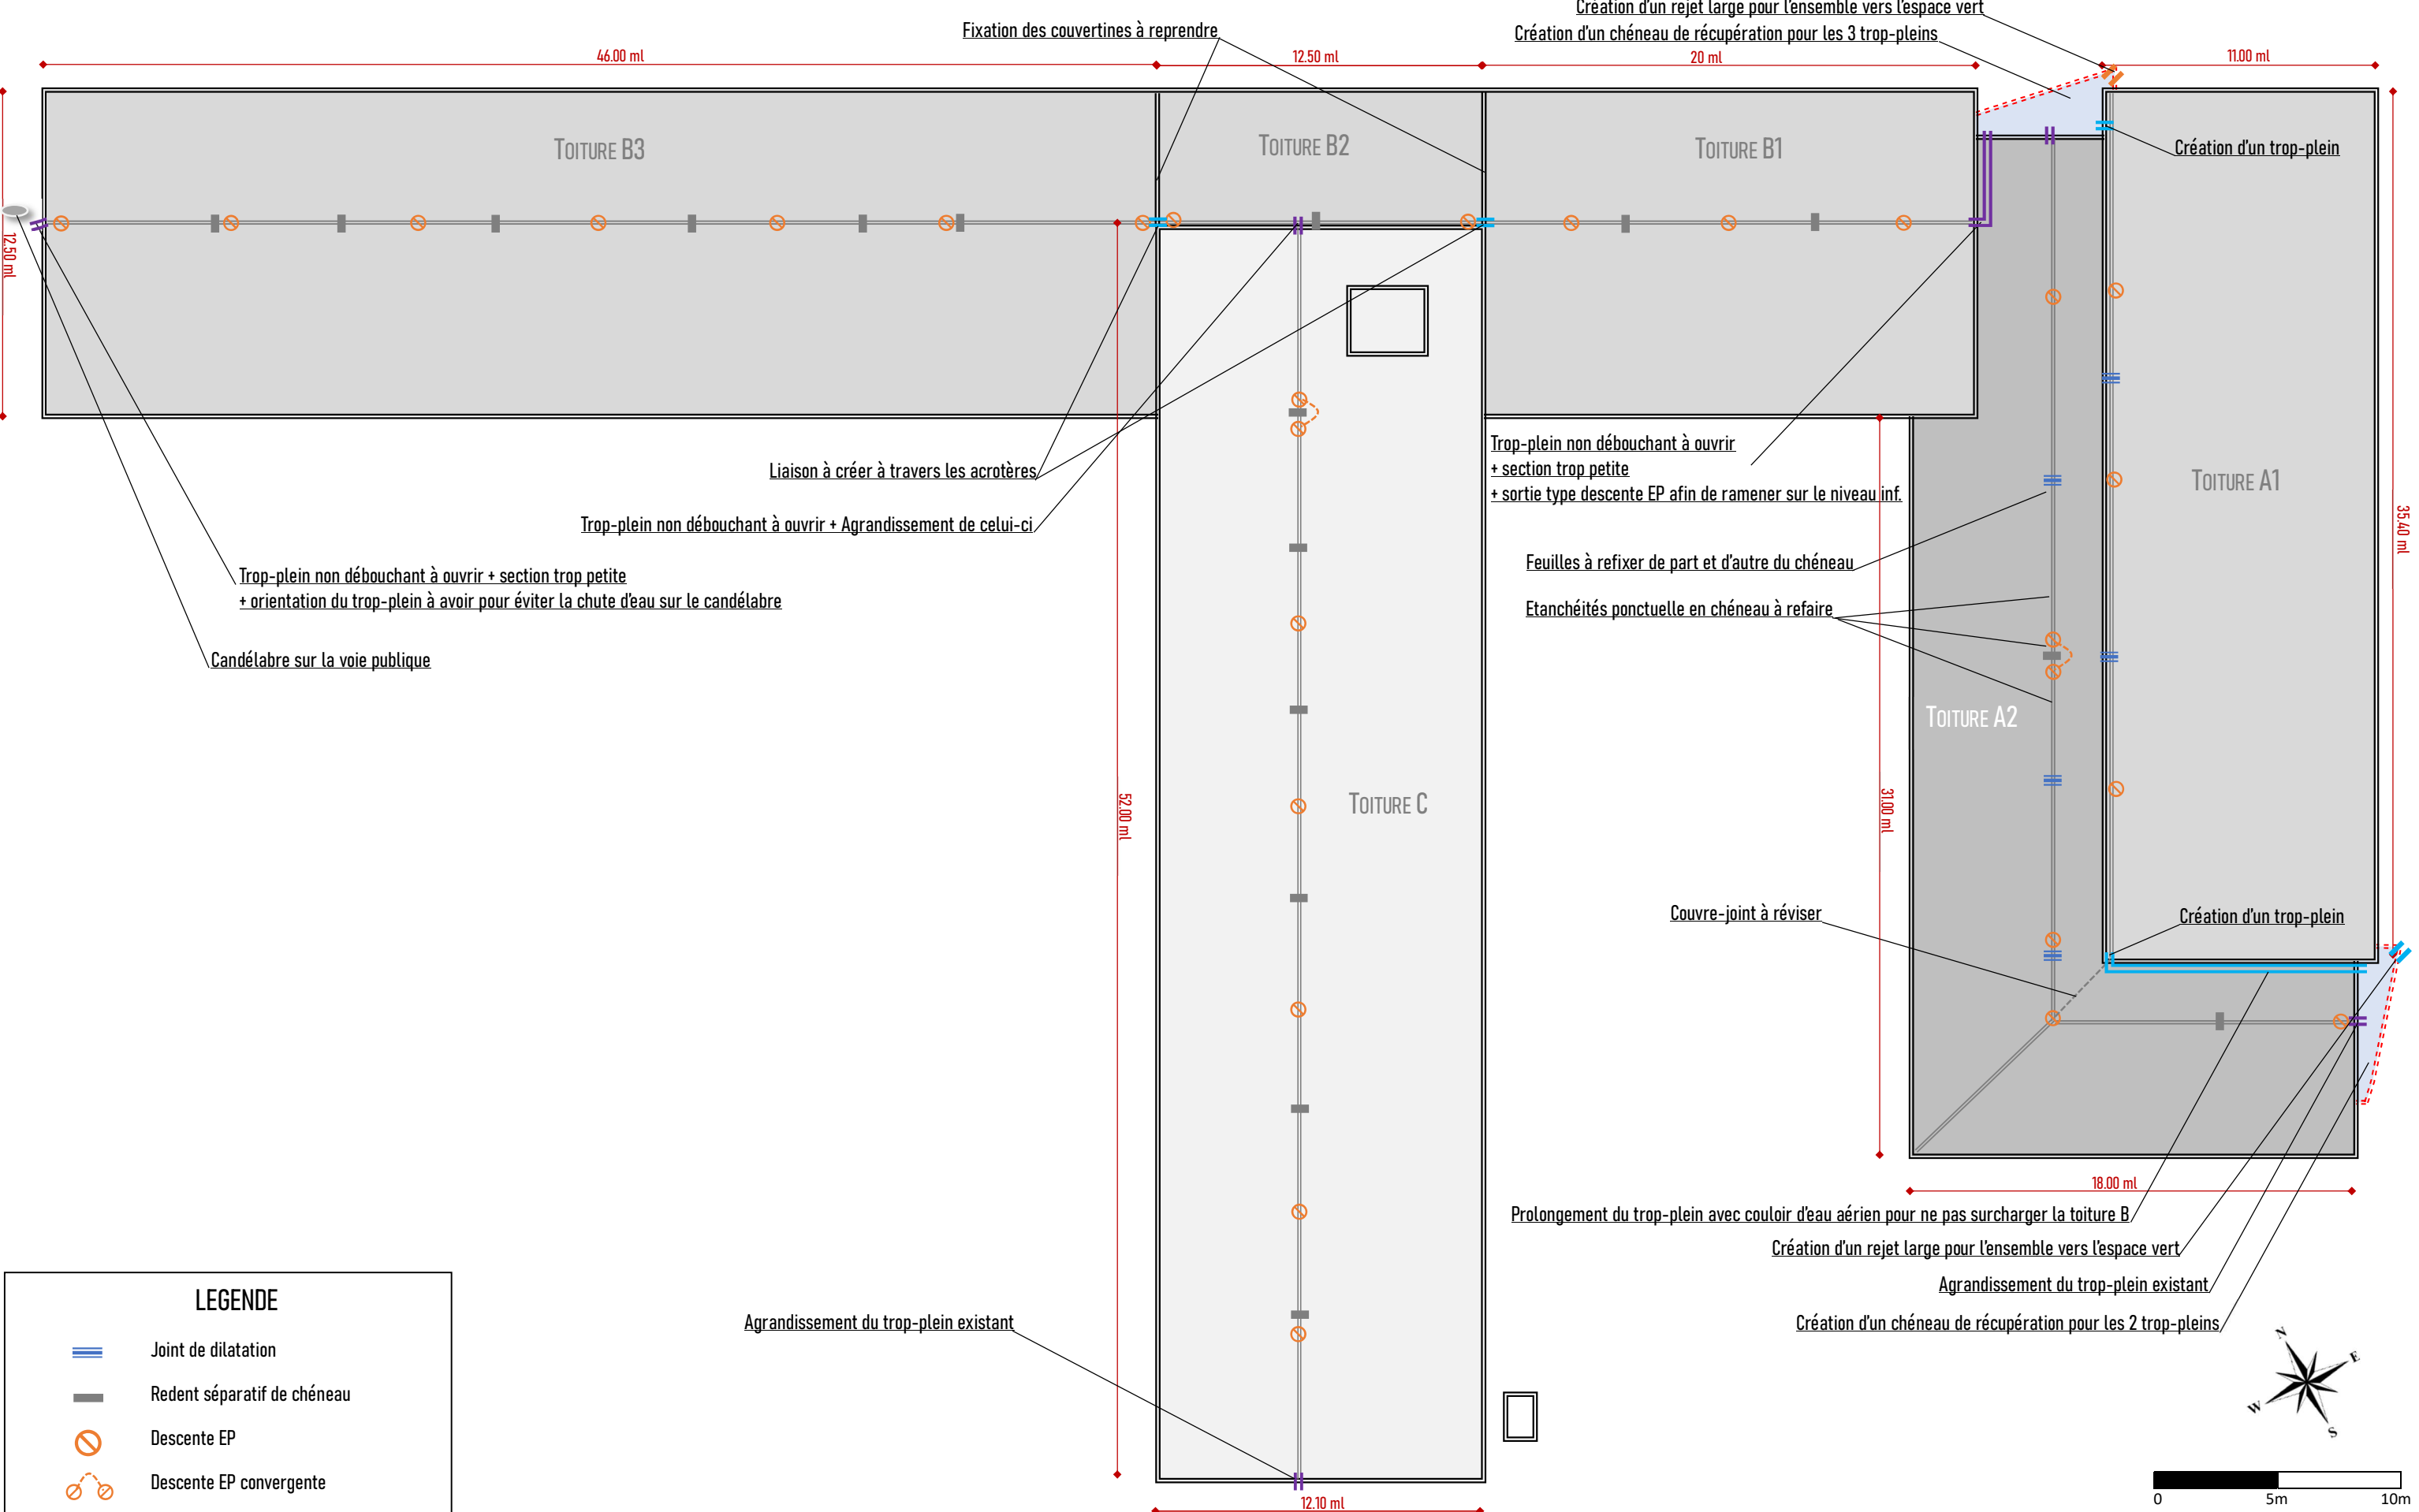 Création d'un rejet large pour l'ensemble vers l'espace vert
Fixation des couvertines à reprendre
Création d'un chéneau de récupération pour les 3 trop-pleins
46.00 ml
12.50 ml
20 ml
11.00 ml
TOITURE B3
TOITURE B2
TOITURE B1
Création d'un trop-plein
12.50 ml
Trop-plein non débouchant à ouvrir
+ section trop petite
+ sortie type descente EP afin de ramener sur le niveau inf.
Liaison à créer à travers les acrotères
TOITURE A1
35.40 ml
Trop-plein non débouchant à ouvrir + Agrandissement de celui-ci
Feuilles à refixer de part et d'autre du chéneau
Trop-plein non débouchant à ouvrir + section trop petite
+ orientation du trop-plein à avoir pour éviter la chute d'eau sur le candélabre
Etanchéités ponctuelle en chéneau à refaire
Candélabre sur la voie publique
TOITURE A2
52.00 ml
TOITURE C
31.00 ml
Couvre-joint à réviser
Création d'un trop-plein
18.00 ml
Prolongement du trop-plein avec couloir d'eau aérien pour ne pas surcharger la toiture B
Création d'un rejet large pour l'ensemble vers l'espace vert
Agrandissement du trop-plein existant
Création d'un chéneau de récupération pour les 2 trop-pleins
Agrandissement du trop-plein existant
LEGENDE
Joint de dilatation
Redent séparatif de chéneau
Descente EP
Descente EP convergente
N
E
W
S
12.10 ml
0
5m
10m